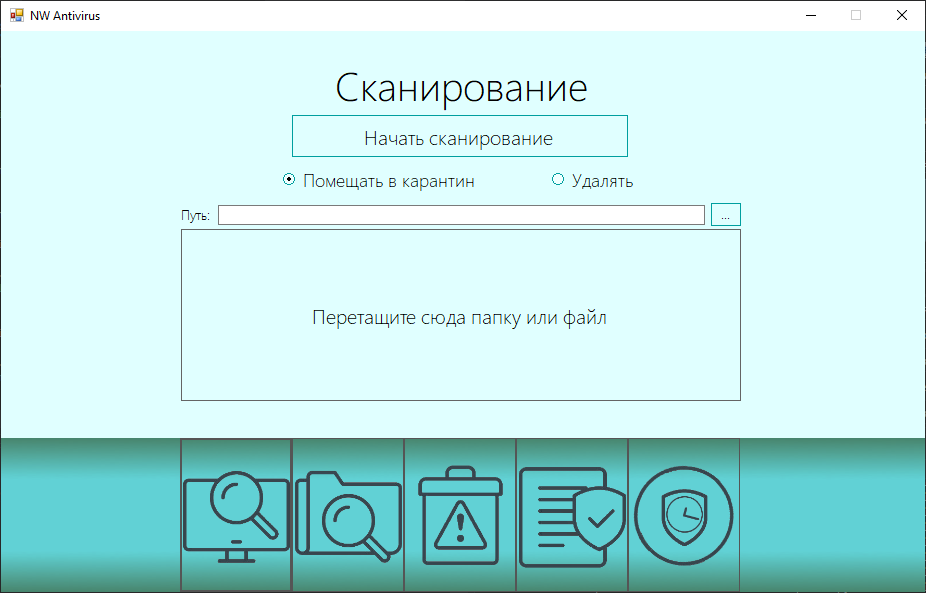 NW Antivirus
Сканирование
Начать сканирование
Помещать в карантин
Удалять
Путь:
...
Перетащите сюда папку или файл